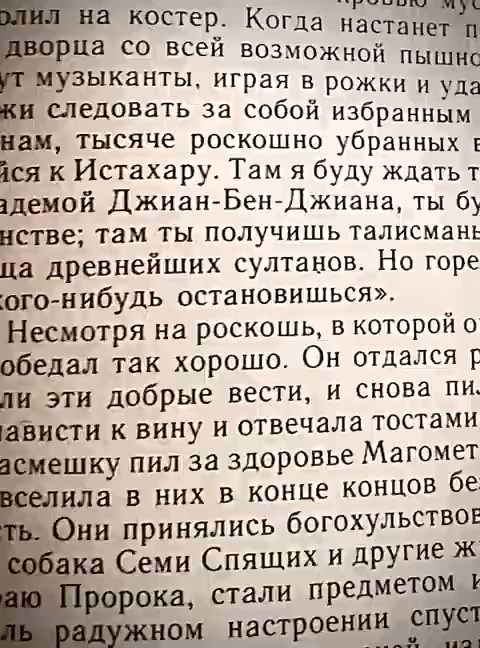 олил на костер. Когда настанет п
дворца со всей возможной пышно
ут музыканты, играя в рожки и уда
жи следовать за собой избранным
нам, тысяче роскошно убранных в
йся к Истахару. Там я буду ждать т
адемой Джиан-Бен-Джиана, ты бу
нстве; там ты получишь талисманы
ща древнейших султанов. Но горе
кого-нибудь остановишься».
Несмотря на роскошь, в которой о
обедал так хорошо. Он отдался р
ли эти добрые вести, и снова пил
нависти к вину и отвечала тостами
асмешку пил за здоровье Магомет
вселила в них в конце концов бе
сть. Они принялись богохульствов
собака Семи Спящих и другие ж
раю Пророка, стали предметом и
ль радужном настроении спуст